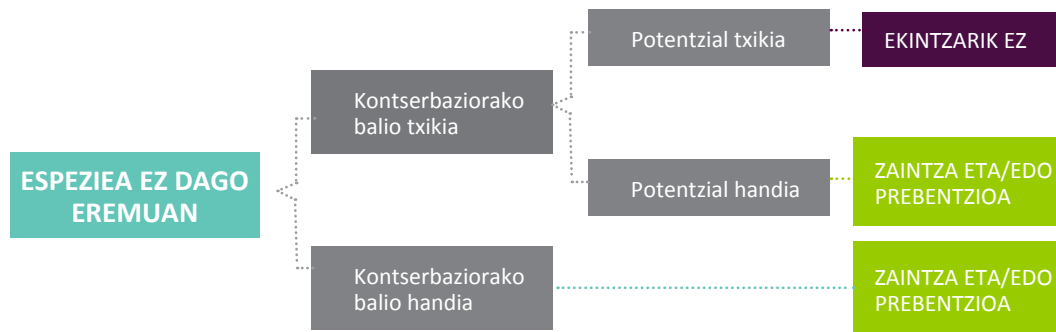 Potentzial txikia
EKINTZARIK EZ
Kontserbaziorako
balio txikia
ESPEZIEA EZ DAGO
EREMUAN
Potentzial handia
ZAINTZA ETA/EDO
PREBENTZIOA
Kontserbaziorako
balio handia
ZAINTZA ETA/EDO
PREBENTZIOA